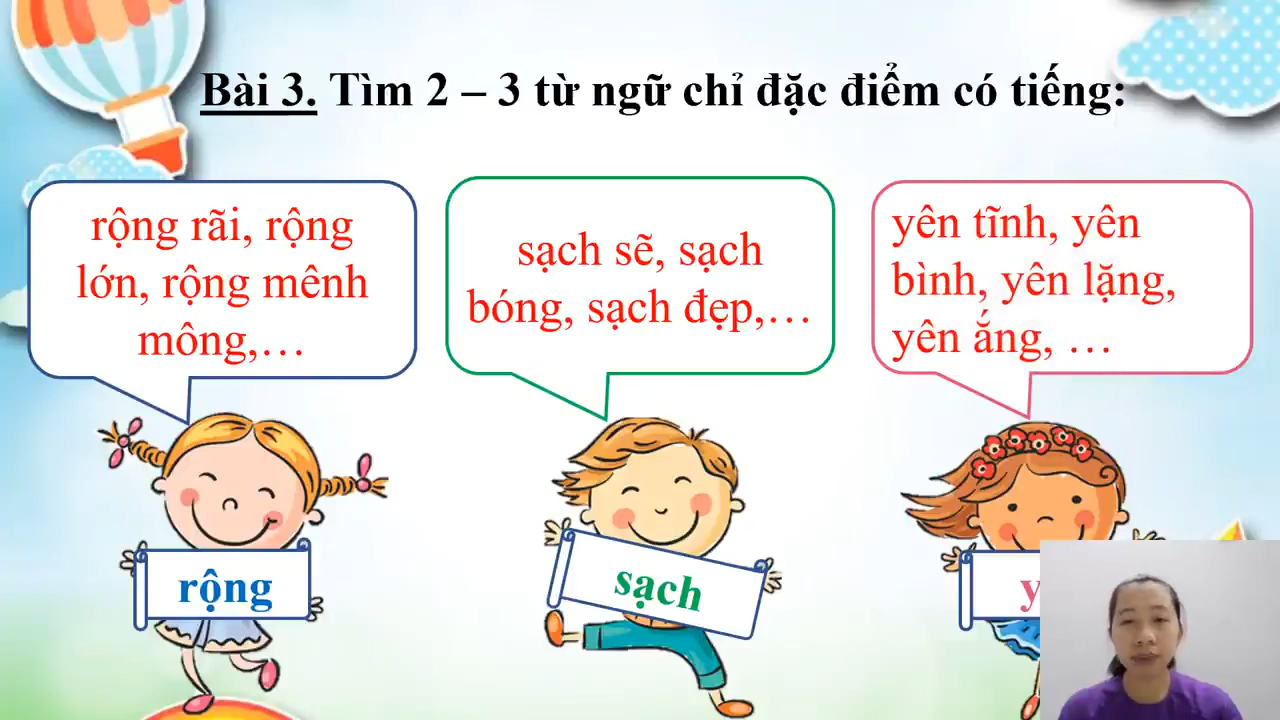 Bài 3. Tìm 2 – 3 từ ngữ chỉ đặc điểm có tiếng:
rộng rãi, rộng
lớn, rộng mênh
mông,…
sạch sẽ, sạch
bóng, sạch đẹp,…
yên tĩnh, yên
bình, yên lặng,
yên ắng, …
rộng
sạch